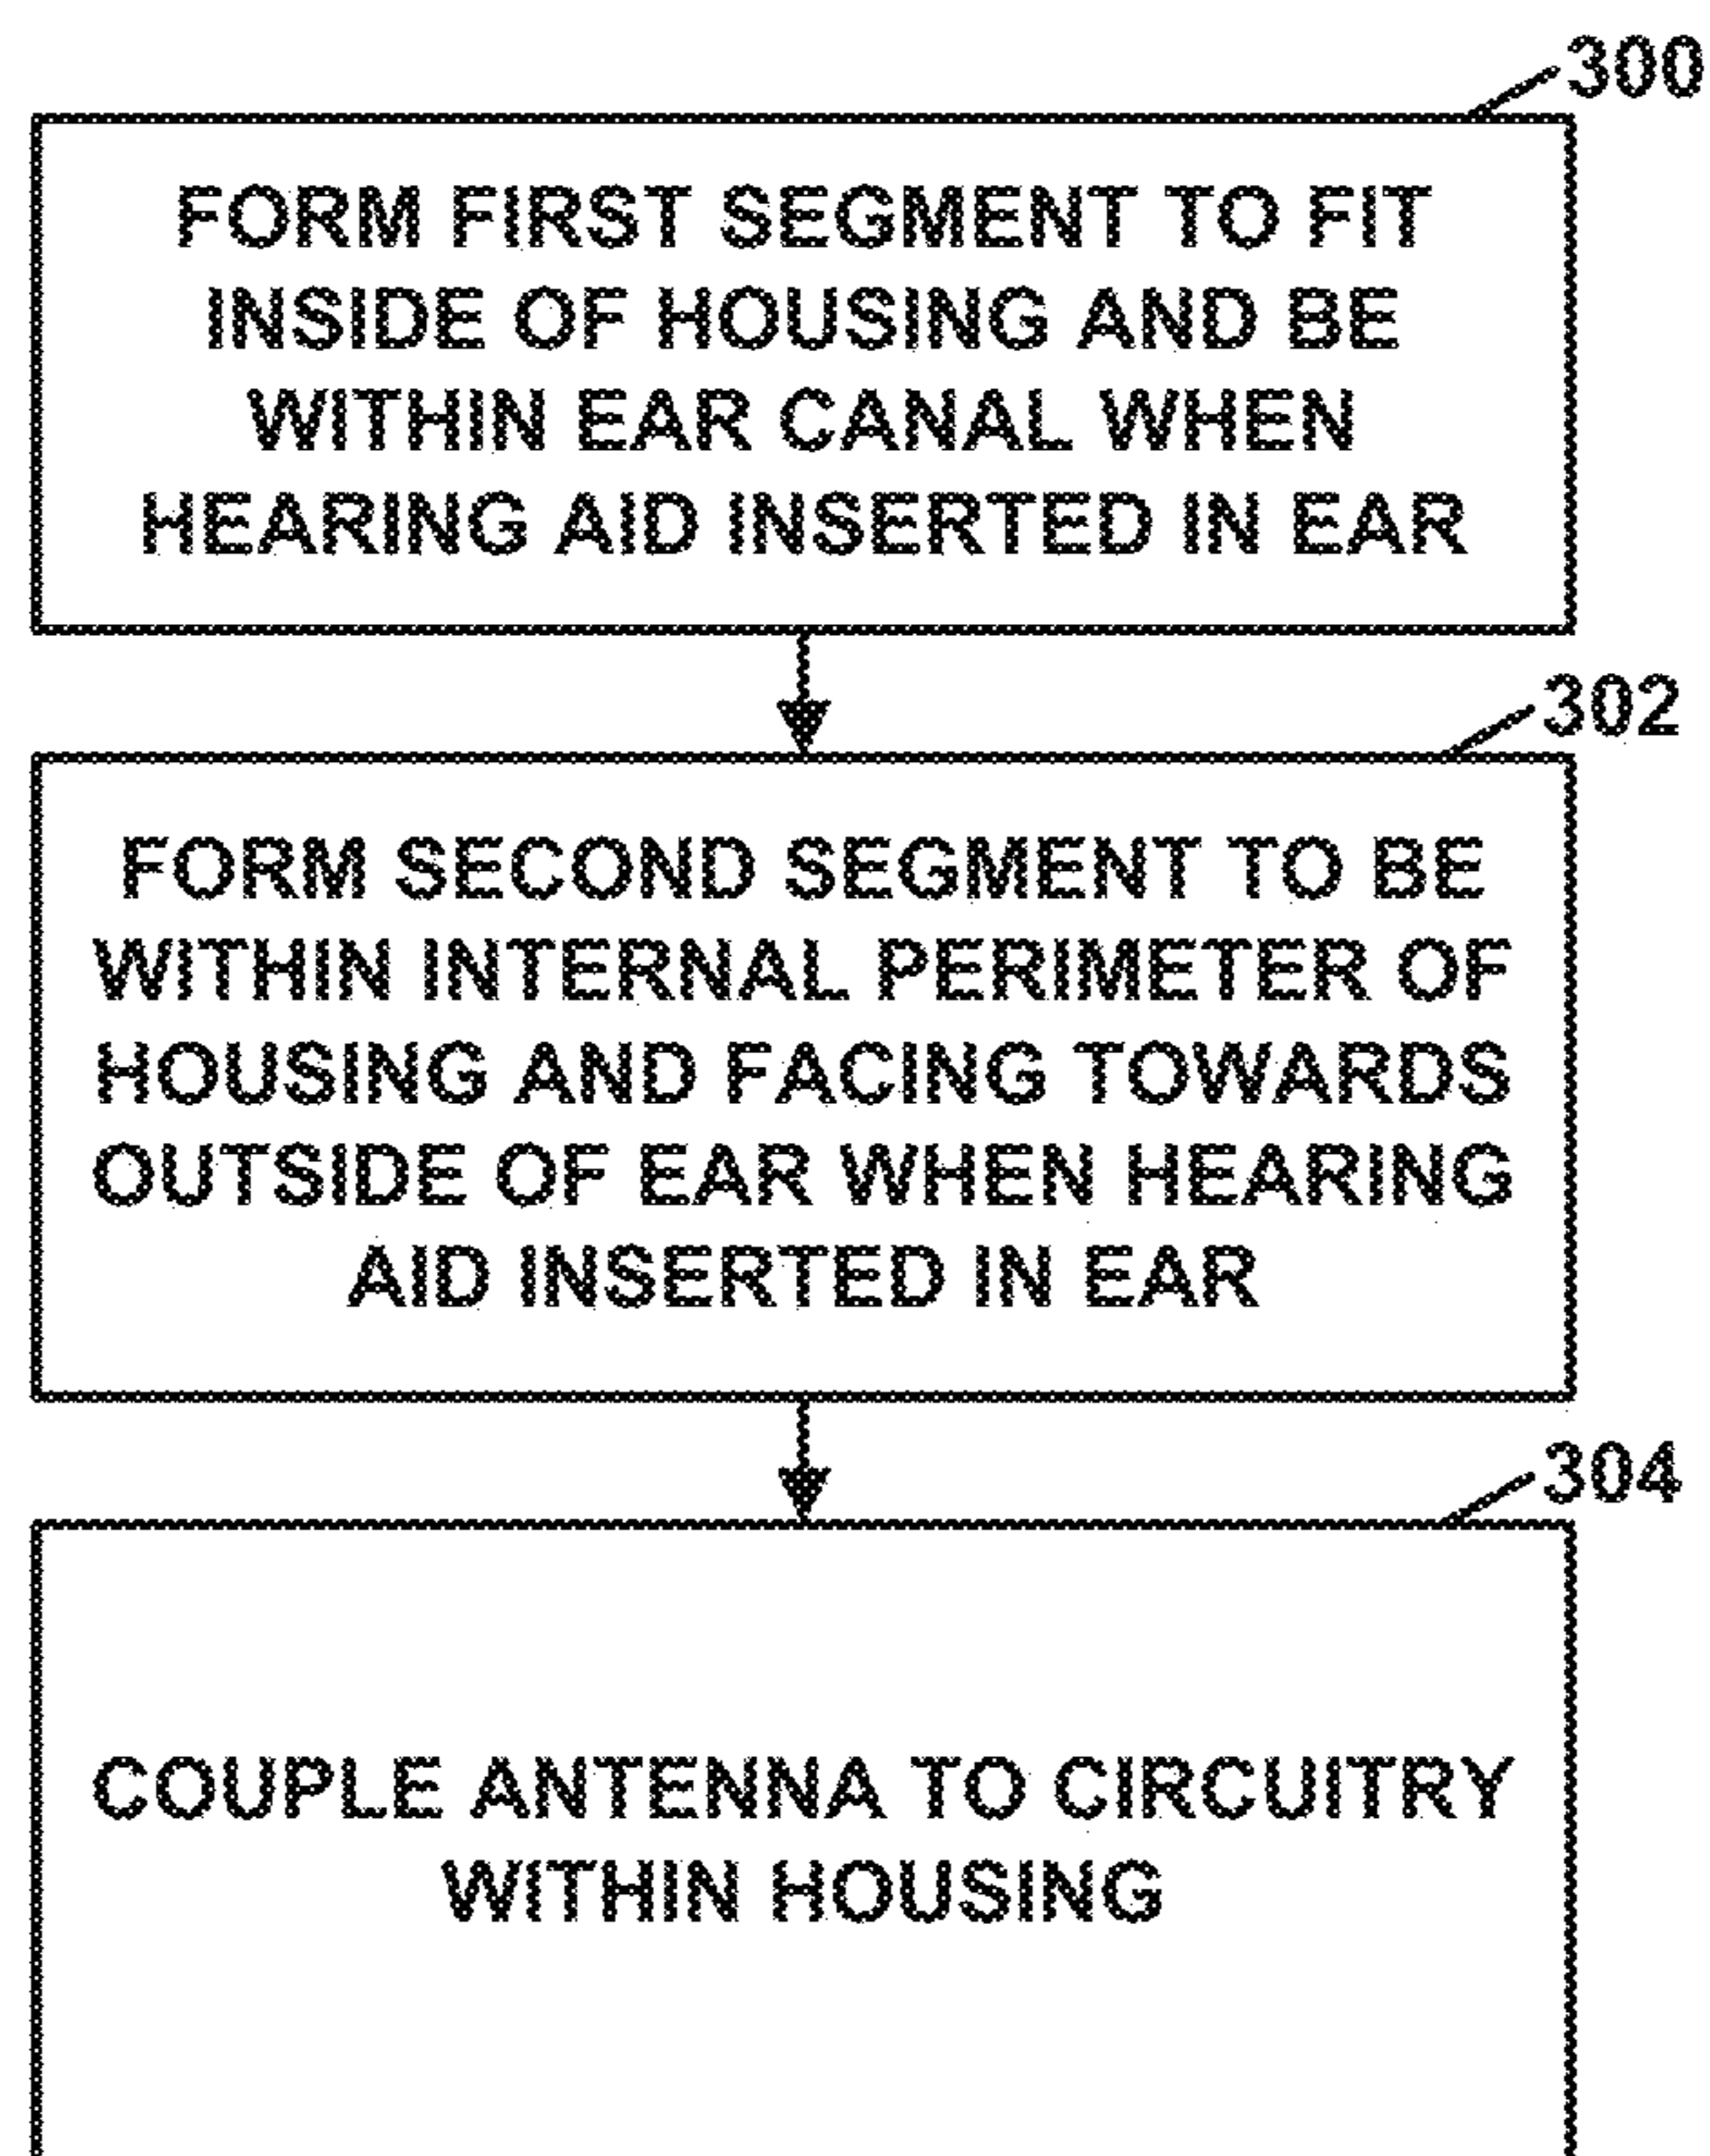 300
FORM FIRST SEGMENT TO FIT
INSIDE OF HOUSING AND BE
WITHIN EAR CANAL WHEN
HEARING AID INSERTED IN EAR
302
FORM SECOND SEGMENT TO BE
WITHIN INTERNAL PERIMETER OF
HOUSING AND FACING TOWARDS
OUTSIDE OF EAR WHEN HEARING
AID INSERTED IN EAR
304
COUPLE ANTENNA TO CIRCUITRY
WITHIN HOUSING